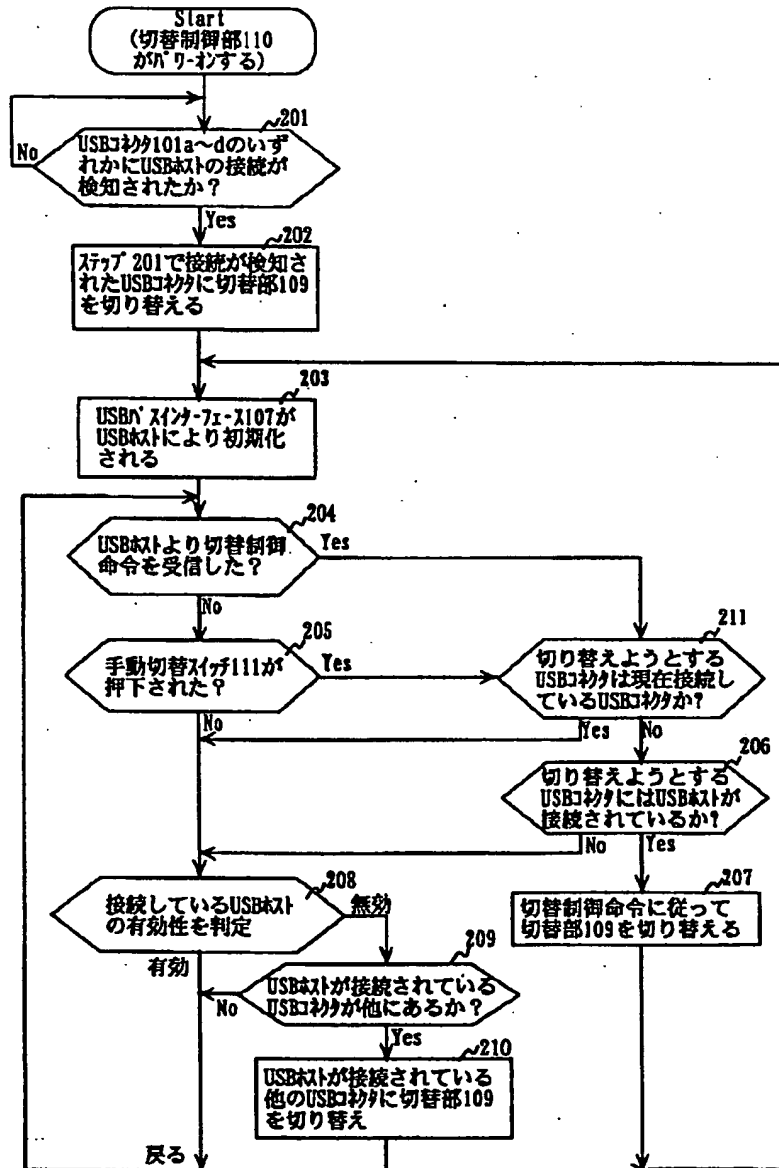 Start
(切替制御部110
がパワーオンする)
201
USBコネクタ101a～dのいず
れかにUSBホストの接続が
検知されたか？
No
Yes
202
ステップ201で接続が検知さ
れたUSBコネクタに切替部109
を切り替える
203
USBバスインターフェース107が
USBホストにより初期化
される
204
USBホストより切替制御
命令を受信した？
Yes
No
205
手動切替スイッチ111が
押下された？
Yes
No
211
切り替えようとする
USBコネクタは現在接続し
ているUSBコネクタか？
Yes
No
206
切り替えようとする
USBコネクタにはUSBホストが
接続されているか？
No
Yes
207
切替制御命令に従って
切替部109を切り替える
208
接続しているUSBホスト
の有効性を判定
無効
有効
209
USBホストが接続されている
USBコネクタが他にあるか？
No
Yes
210
USBホストが接続されている
他のUSBコネクタに切替部109
を切り替え
戻る